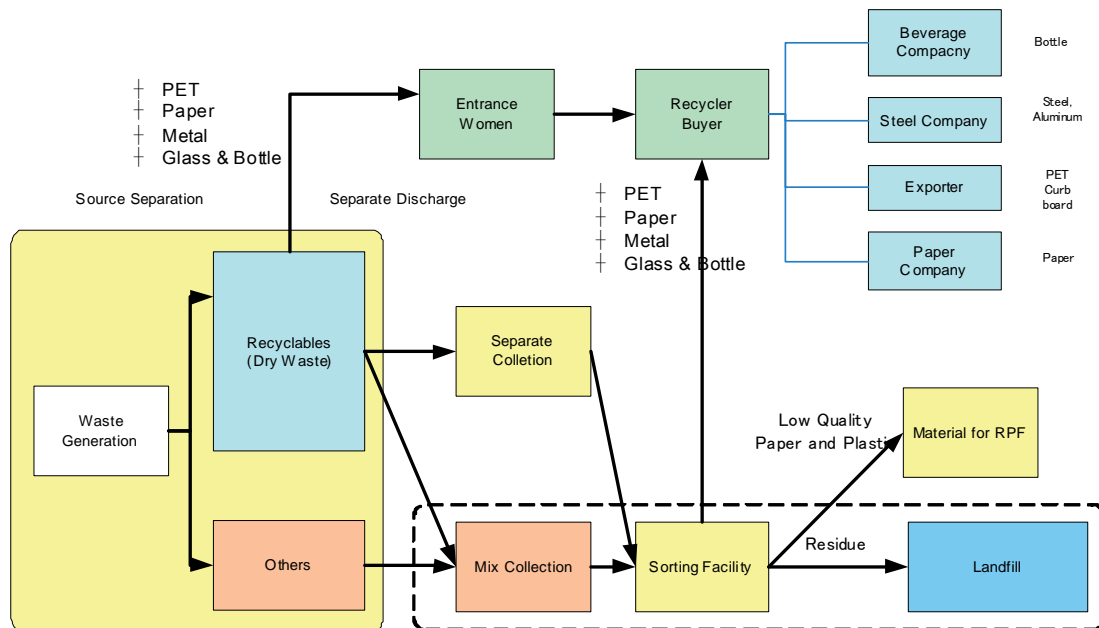 Beverage
Compacny
Bottle
┼ PET
┼ Paper
┼ Metal
┼ Glass & Bottle
Entrance
Women
Recycler
Buyer
Steel Company
Steel,
Aluminum
Exporter
PET
Curb
board
Source Separation
Separate Discharge
┼ PET
┼ Paper
┼ Metal
┼ Glass & Bottle
Paper
Company
Paper
Recyclables
(Dry Waste)
Separate
Colletion
Waste
Generation
Low Quality
Paper and Plastic
Material for RPF
Others
Mix Collection
Sorting Facility
Residue
Landfill